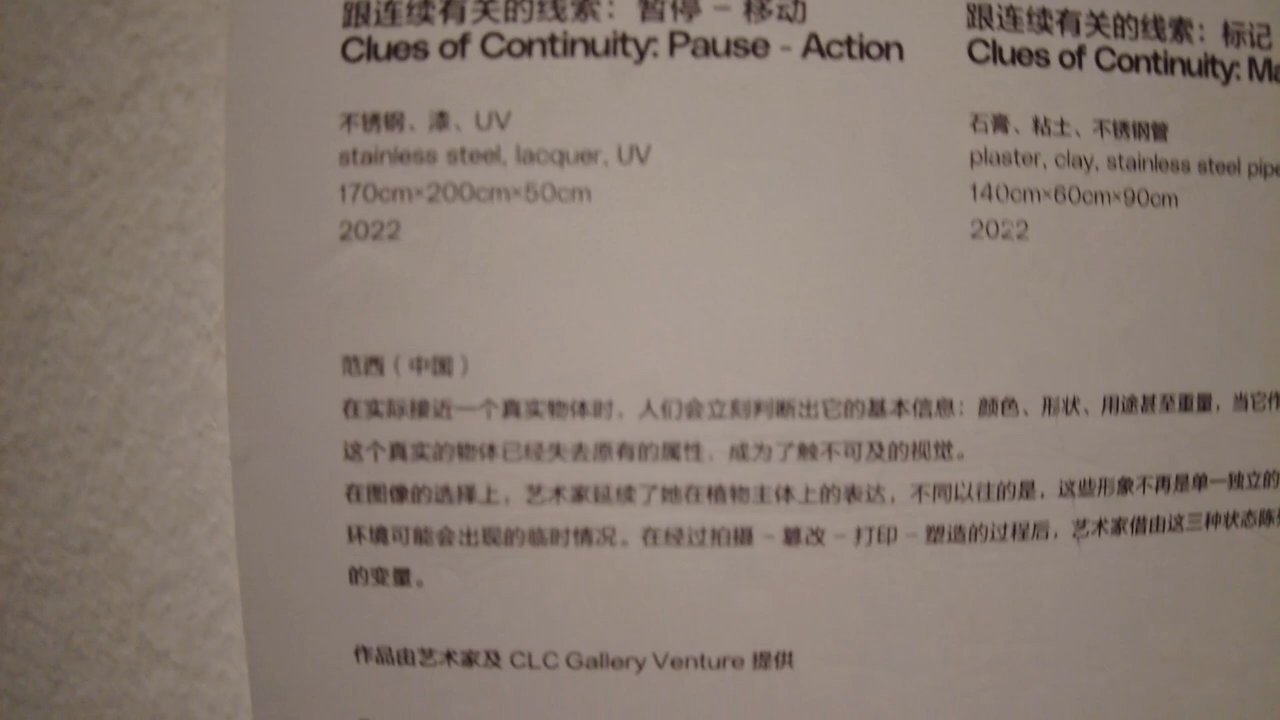 跟连续有关的线索：暂停 – 移动
Clues of Continuity: Pause - Action
不锈钢、漆、UV
stainless steel, lacquer, UV
170cm×200cm×50cm
2022
跟连续有关的线索：标记
Clues of Continuity:
石膏、粘土、不锈钢管
plaster, clay, stainless steel pipe
140cm×60cm×90cm
2022
范西（中国）
在实际接近一个真实物体时，人们会立刻判断出它的基本信息：颜色、形状、用途甚至重量，当它作
这个真实的物体已经失去原有的属性，成为了触不可及的视觉。
在图像的选择上，艺术家延续了她在植物主体上的表达，不同以往的是，这些形象不再是单一独立的
环境可能会出现的临时情况。在经过拍摄 – 篡改 – 打印 – 塑造的过程后，艺术家借由这三种状态陈
的变量。
作品由艺术家及 CLC Gallery Venture 提供